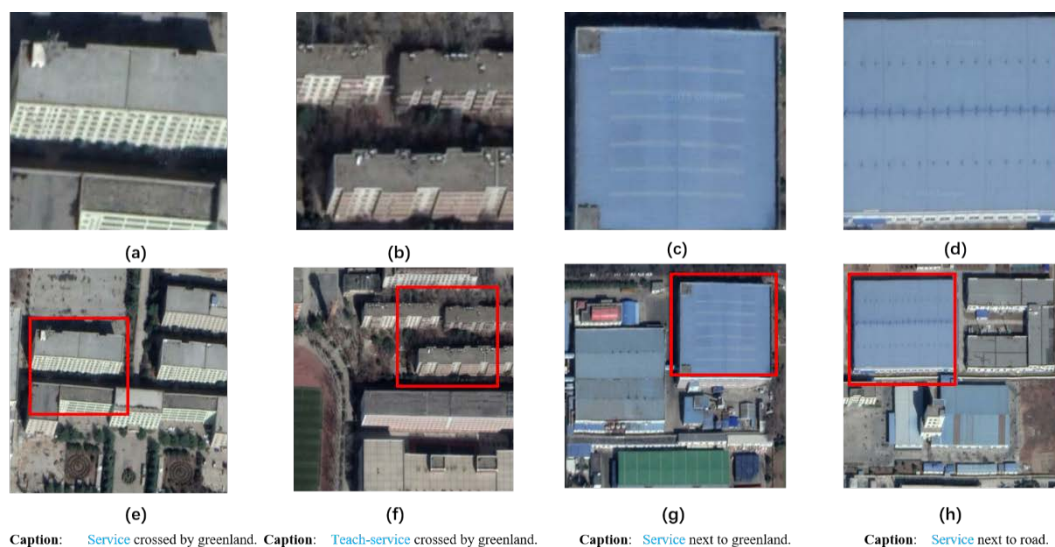 (a) (b) (c) (d)
(e) (f) (g) (h)
Caption: Service crossed by greenland. Caption: Teach-service crossed by greenland. Caption: Service next to greenland. Caption: Service next to road.